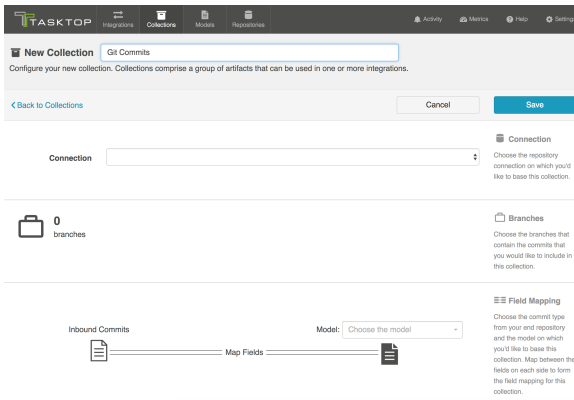 TASKTOP
Integrations
Collections
Models
Repositories
Activity
Metrics
Help
Settings
New Collection
Git Commits
Configure your new collection. Collections comprise a group of artifacts that can be used in one or more integrations.
Back to Collections
Cancel
Save
Connection
Connection
Choose the repository
connection on which you'd
like to base this collection.
0
branches
Branches
Choose the branches that
contain the commits that
you would like to include in
this collection.
Inbound Commits
Model:
Choose the model
Map Fields
Field Mapping
Choose the commit type
from your end repository
and the model on which
you'd like to base this
collection. Map between the
fields on each side to form
the field mapping for this
collection.